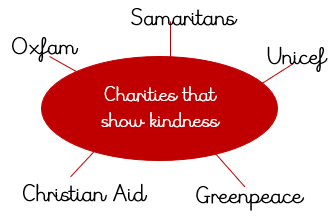 Samaritans
Oxfam
Unicef
Charities that
show kindness
Christian Aid
Greenpeace